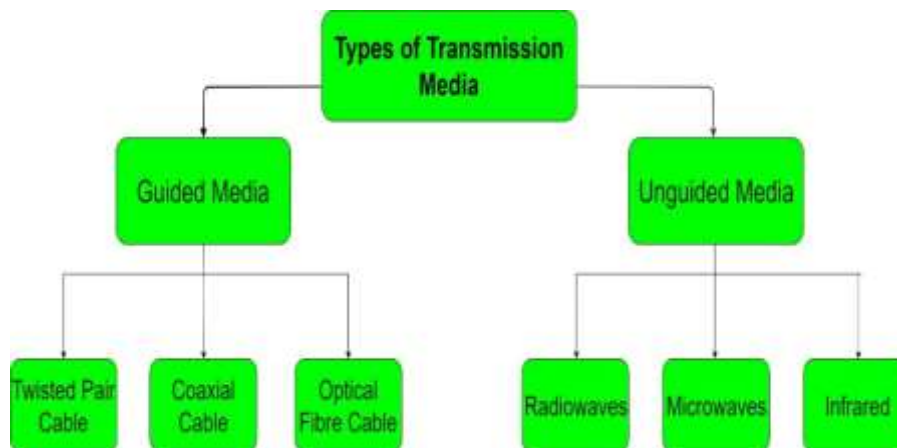 Types of Transmission
Media
Guided Media
Unguided Media
Twisted Pair
Cable
Coaxial
Cable
Optical
Fibre Cable
Radiowaves
Microwaves
Infrared